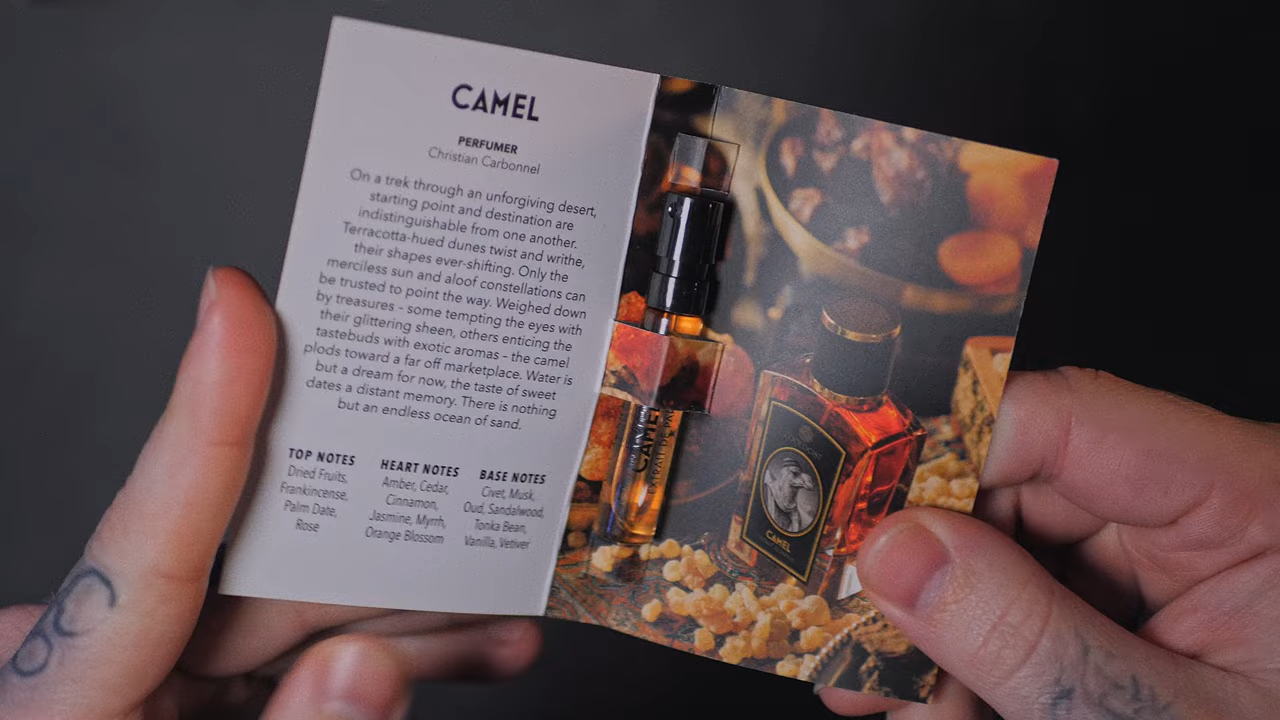 CAMEL
PERFUMER
Christian Carbonnel
On a trek through an unforgiving desert,
starting point and destination are
indistinguishable from one another.
Terracotta-hued dunes twist and writhe,
their shapes ever-shifting. Only the
merciless sun and aloof constellations can
be trusted to point the way. Weighed down
by treasures - some tempting the eyes with
their glittering sheen, others enticing the
tastebuds with exotic aromas - the camel
plods toward a far off marketplace. Water is
but a dream for now, the taste of sweet
dates a distant memory. There is nothing
but an endless ocean of sand.
TOP NOTES
Dried Fruits,
Frankincense,
Palm Date,
Rose
HEART NOTES
Amber, Cedar,
Cinnamon,
Jasmine, Myrrh,
Orange Blossom
BASE NOTES
Civet, Musk,
Oud, Sandalwood,
Tonka Bean,
Vanilla, Vetiver
CAMEL
EXTRAIT DE
CAMEL